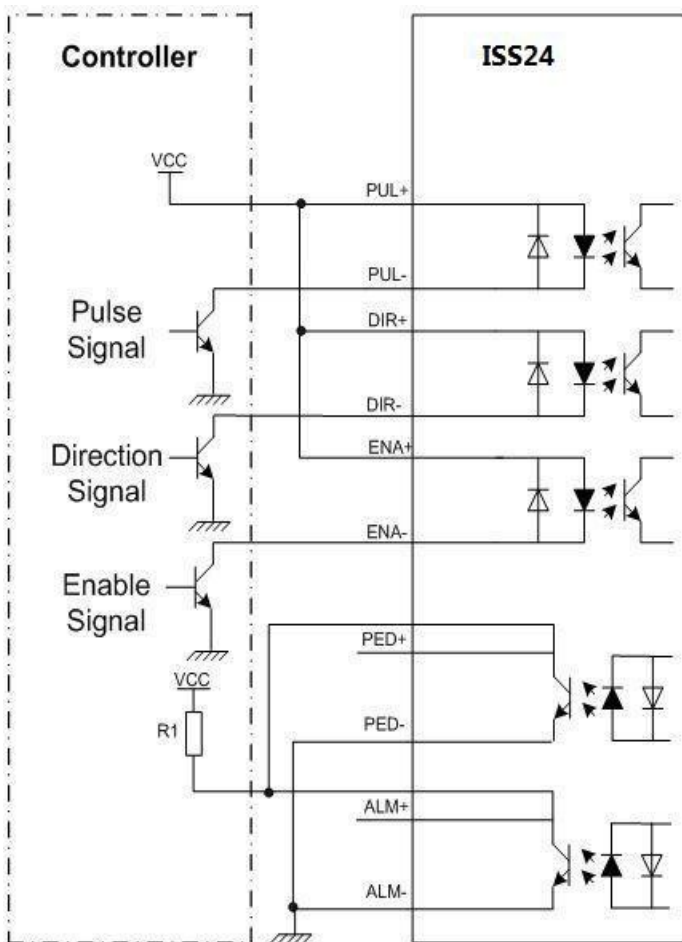 Controller
ISS24
VCC
PUL+
PUL-
Pulse
Signal
DIR+
DIR-
Direction
Signal
ENA+
ENA-
Enable
Signal
PED+
VCC
R1
PED-
ALM+
ALM-